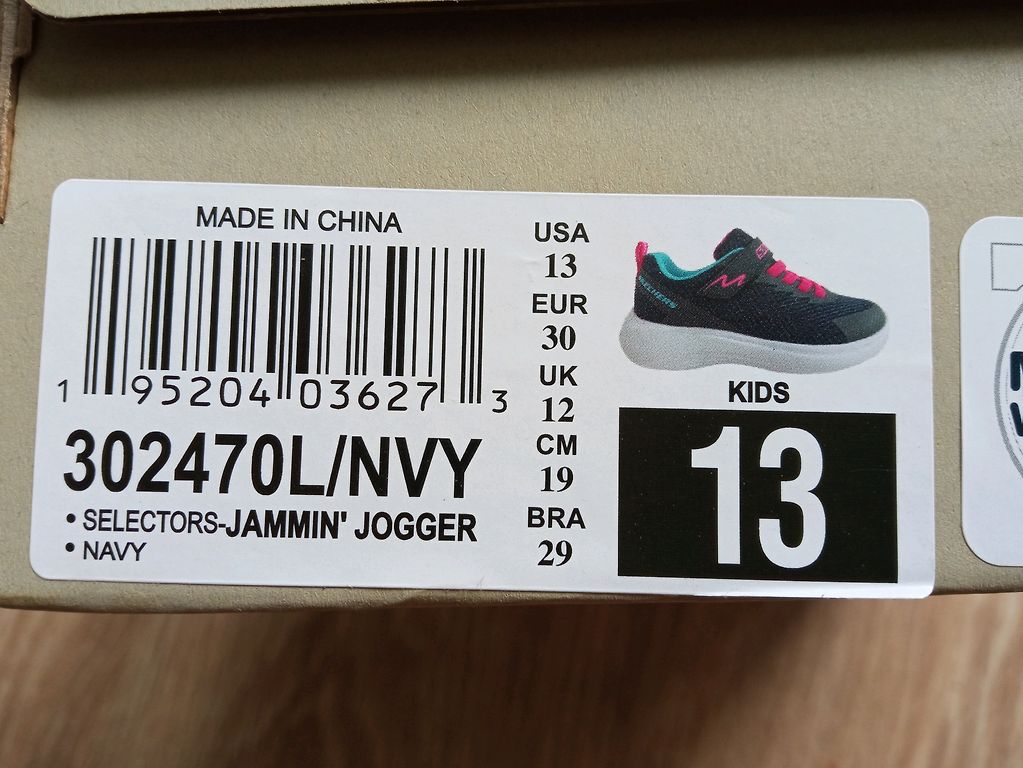 MADE IN CHINA
1 95204 03627 3
302470L/NVY
• SELECTORS-JAMMIN' JOGGER
• NAVY
USA
13
EUR
30
UK
12
CM
19
BRA
29
SKECHERS
KIDS
13